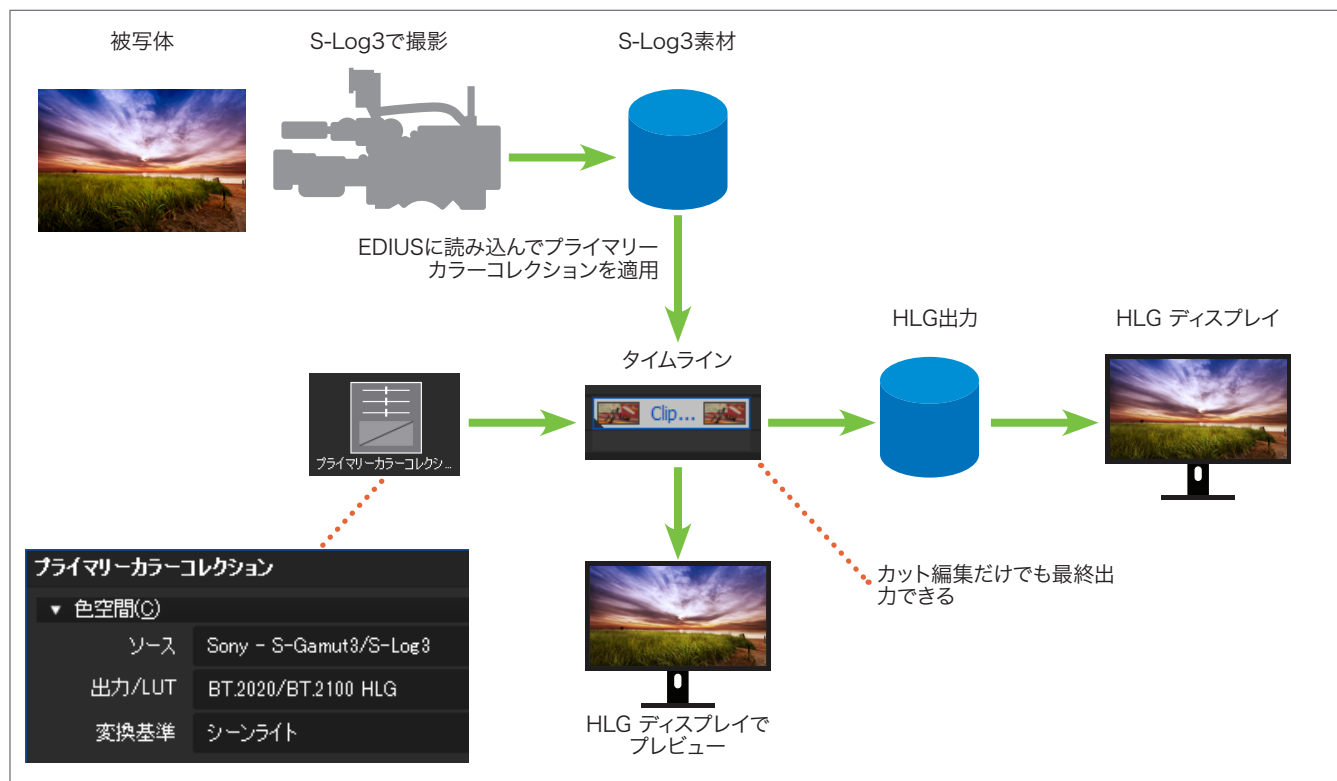 被写体
S-Log3で撮影
S-Log3素材
EDIUSに読み込んでプライマリー
カラーコレクションを適用
HLG出力
HLG ディスプレイ
タイムライン
Clip...
プライマリーカラーコレクシ...
プライマリーカラーコレクション
▼ 色空間(C)
ソース Sony - S-Gamut3/S-Log3
出力/LUT BT.2020/BT.2100 HLG
変換基準 シーンライト
カット編集だけでも最終出
力できる
HLG ディスプレイで
プレビュー